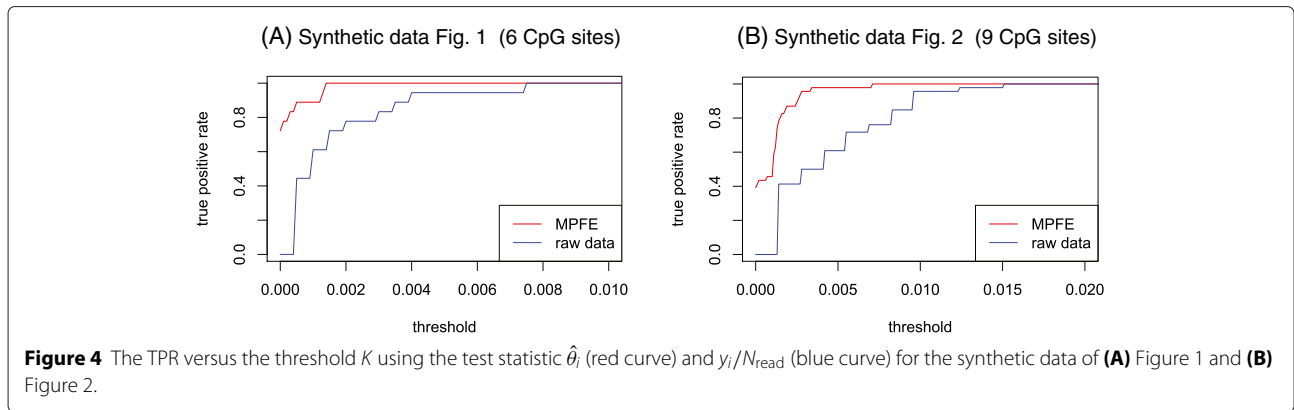 (A) Synthetic data Fig. 1 (6 CpG sites)
(B) Synthetic data Fig. 2 (9 CpG sites)
true positive rate
0.0 0.4 0.8
MPFE
raw data
0.000 0.002 0.004 0.006 0.008 0.010
threshold
true positive rate
0.0 0.4 0.8
MPFE
raw data
0.000 0.005 0.010 0.015 0.020
threshold
Figure 4 The TPR versus the threshold K using the test statistic θ̂i (red curve) and yi/Nread (blue curve) for the synthetic data of (A) Figure 1 and (B)
Figure 2.